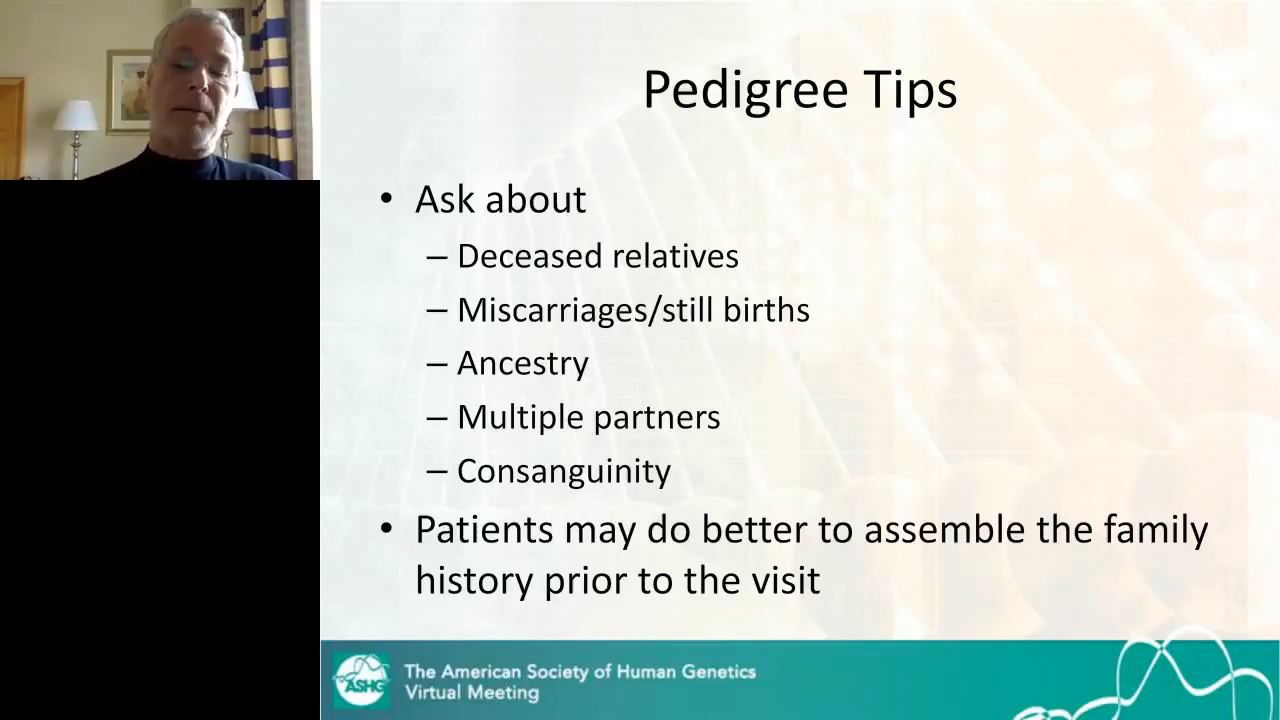 Pedigree Tips
• Ask about
– Deceased relatives
– Miscarriages/still births
– Ancestry
– Multiple partners
– Consanguinity
• Patients may do better to assemble the family
history prior to the visit
ASHG
The American Society of Human Genetics
Virtual Meeting